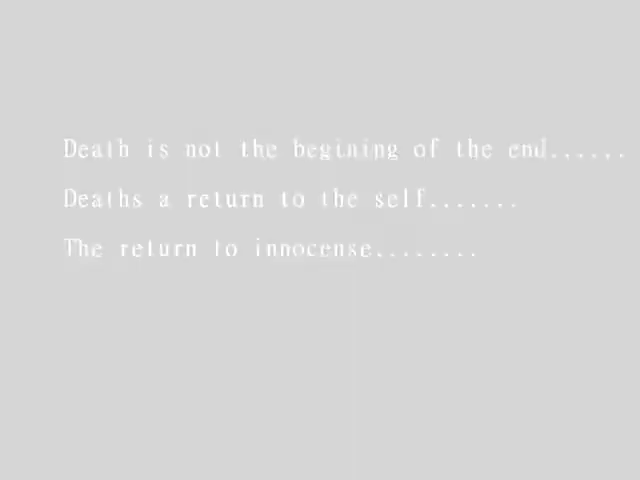 Death is not the begining of the end......
Deaths a return to the self.......
The return to innocense........